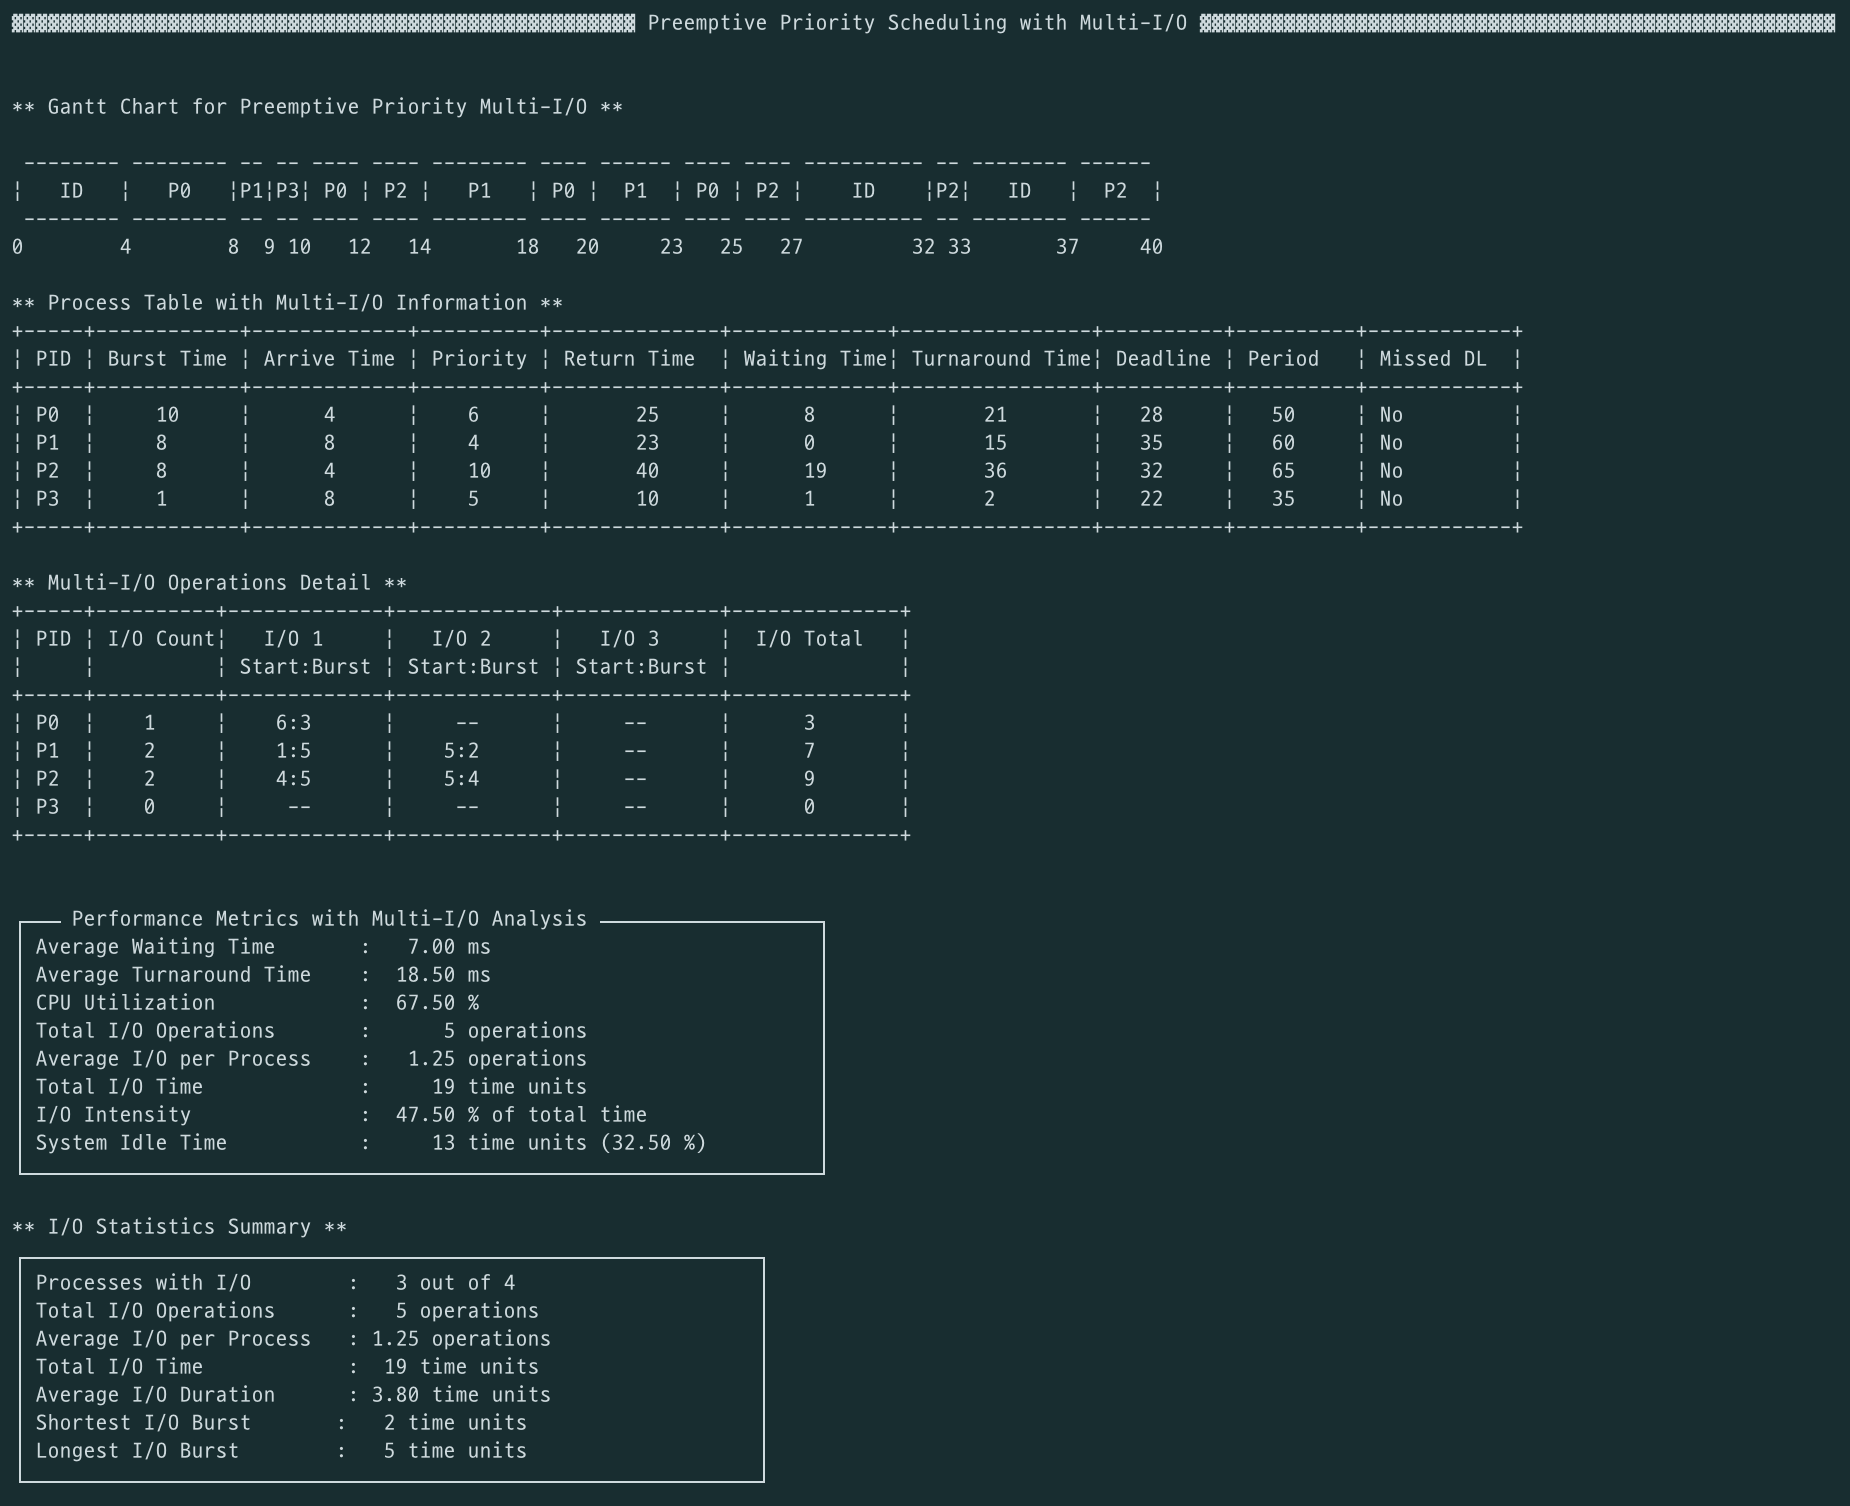 ▓▓▓▓▓▓▓▓▓▓▓▓▓▓▓▓▓▓▓▓▓▓▓▓▓▓▓▓▓▓▓▓▓▓▓▓▓▓▓▓▓▓▓▓▓▓▓▓▓▓▓▓ Preemptive Priority Scheduling with Multi-I/O ▓▓▓▓▓▓▓▓▓▓▓▓▓▓▓▓▓▓▓▓▓▓▓▓▓▓▓▓▓▓▓▓▓▓▓▓▓▓▓▓▓▓▓▓▓▓▓▓▓▓▓▓▓
** Gantt Chart for Preemptive Priority Multi-I/O **
 -------- -------- -- -- ---- ---- -------- ---- ------ ---- ---- ---------- -- -------- ------
¦   ID   ¦   P0   ¦P1¦P3¦ P0 ¦ P2 ¦   P1   ¦ P0 ¦  P1  ¦ P0 ¦ P2 ¦    ID    ¦P2¦   ID   ¦  P2  ¦
 -------- -------- -- -- ---- ---- -------- ---- ------ ---- ---- ---------- -- -------- ------
0        4        8  9 10   12   14       18   20     23   25   27         32 33       37     40
** Process Table with Multi-I/O Information **
+-----+------------+-------------+----------+--------------+-------------+----------------+----------+----------+------------+
¦ PID ¦ Burst Time ¦ Arrive Time ¦ Priority ¦ Return Time  ¦ Waiting Time¦ Turnaround Time¦ Deadline ¦ Period   ¦ Missed DL  ¦
+-----+------------+-------------+----------+--------------+-------------+----------------+----------+----------+------------+
¦ P0  ¦     10     ¦      4      ¦    6     ¦       25     ¦      8      ¦       21       ¦   28     ¦   50     ¦ No         ¦
¦ P1  ¦     8      ¦      8      ¦    4     ¦       23     ¦      0      ¦       15       ¦   35     ¦   60     ¦ No         ¦
¦ P2  ¦     8      ¦      4      ¦    10    ¦       40     ¦      19     ¦       36       ¦   32     ¦   65     ¦ No         ¦
¦ P3  ¦     1      ¦      8      ¦    5     ¦       10     ¦      1      ¦       2        ¦   22     ¦   35     ¦ No         ¦
+-----+------------+-------------+----------+--------------+-------------+----------------+----------+----------+------------+
** Multi-I/O Operations Detail **
+-----+----------+-------------+-------------+-------------+--------------+
¦ PID ¦ I/O Count¦   I/O 1     ¦   I/O 2     ¦   I/O 3     ¦  I/O Total   ¦
¦     ¦          ¦ Start:Burst ¦ Start:Burst ¦ Start:Burst ¦              ¦
+-----+----------+-------------+-------------+-------------+--------------+
¦ P0  ¦    1     ¦    6:3      ¦     --      ¦     --      ¦      3       ¦
¦ P1  ¦    2     ¦    1:5      ¦    5:2      ¦     --      ¦      7       ¦
¦ P2  ¦    2     ¦    4:5      ¦    5:4      ¦     --      ¦      9       ¦
¦ P3  ¦    0     ¦     --      ¦     --      ¦     --      ¦      0       ¦
+-----+----------+-------------+-------------+-------------+--------------+
Performance Metrics with Multi-I/O Analysis
Average Waiting Time       :   7.00 ms
Average Turnaround Time    :  18.50 ms
CPU Utilization            :  67.50 %
Total I/O Operations       :      5 operations
Average I/O per Process    :   1.25 operations
Total I/O Time             :     19 time units
I/O Intensity              :  47.50 % of total time
System Idle Time           :     13 time units (32.50 %)
** I/O Statistics Summary **
Processes with I/O        :   3 out of 4
Total I/O Operations      :   5 operations
Average I/O per Process   : 1.25 operations
Total I/O Time            :  19 time units
Average I/O Duration      : 3.80 time units
Shortest I/O Burst       :   2 time units
Longest I/O Burst        :   5 time units